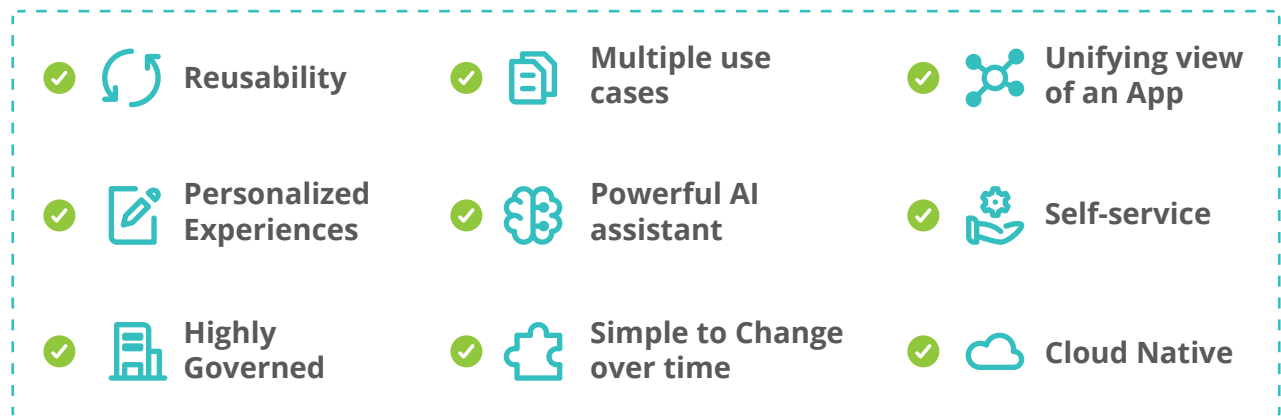 Reusability
Multiple use
cases
Unifying view
of an App
Personalized
Experiences
Powerful AI
assistant
Self-service
Highly
Governed
Simple to Change
over time
Cloud Native